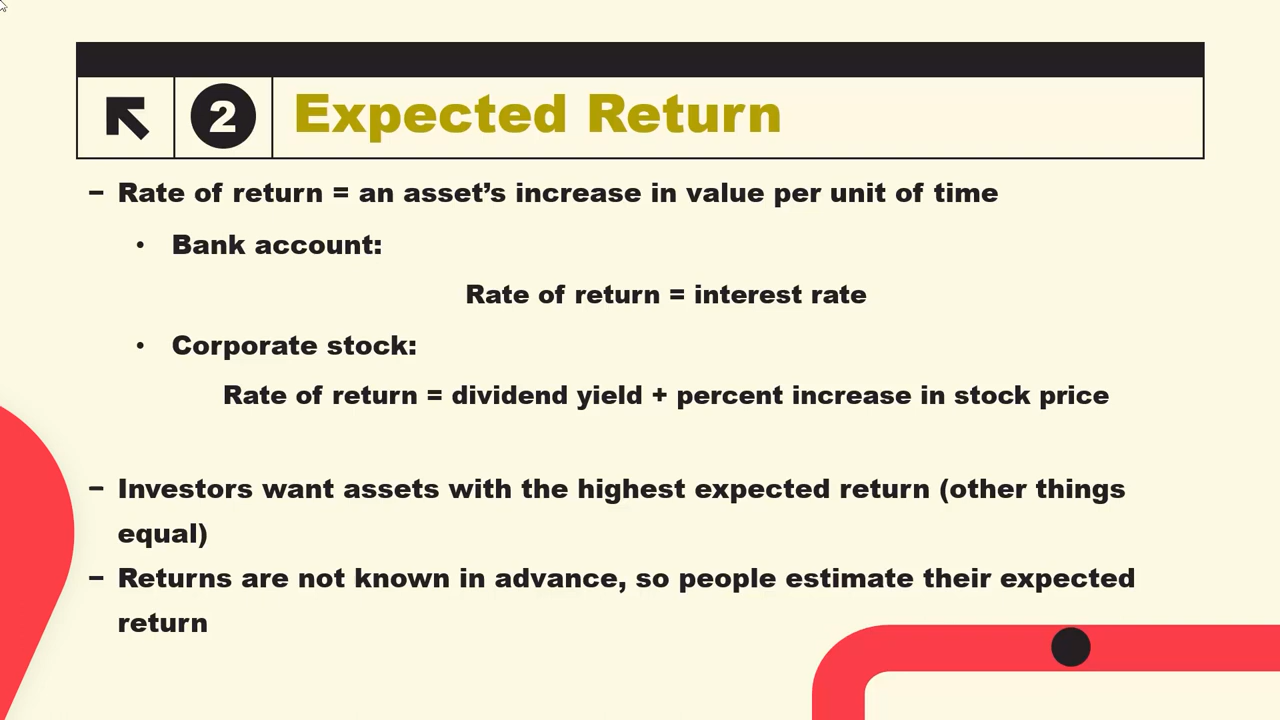 2
Expected Return
– Rate of return = an asset’s increase in value per unit of time
• Bank account:
Rate of return = interest rate
• Corporate stock:
Rate of return = dividend yield + percent increase in stock price
– Investors want assets with the highest expected return (other things
equal)
– Returns are not known in advance, so people estimate their expected
return